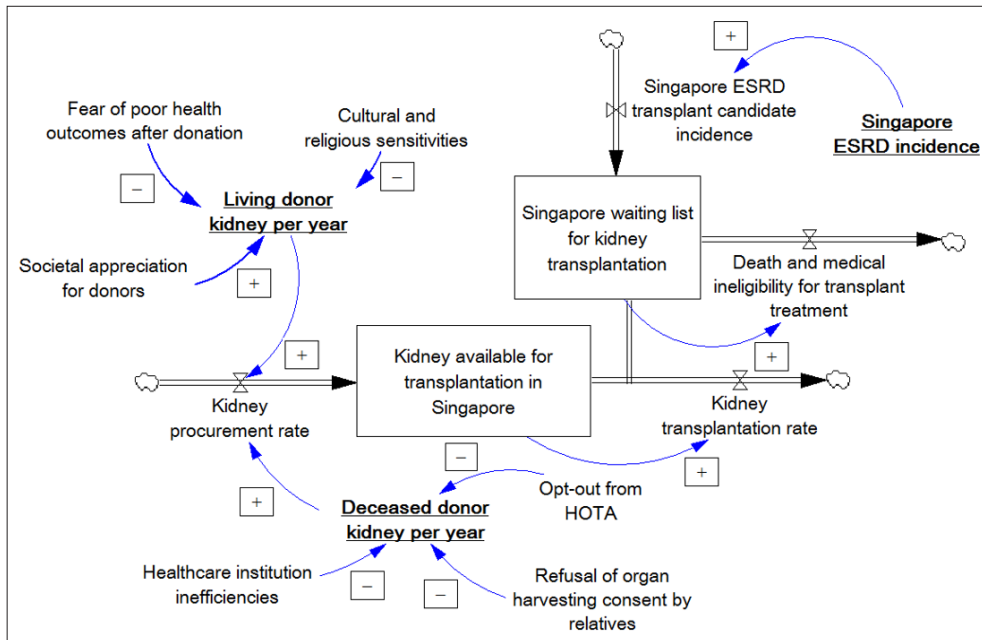 +
Singapore ESRD
transplant candidate
incidence
Singapore
ESRD incidence
Fear of poor health
outcomes after donation
Cultural and
religious sensitivities
−
−
Living donor
kidney per year
Societal appreciation
for donors
+
Singapore waiting list
for kidney
transplantation
Death and medical
ineligibility for transplant
treatment
+
+
Kidney
procurement rate
Kidney available for
transplantation in
Singapore
Kidney
transplantation rate
−
+
+
Opt-out from
HOTA
Deceased donor
kidney per year
Healthcare institution
inefficiencies
−
−
Refusal of organ
harvesting consent by
relatives